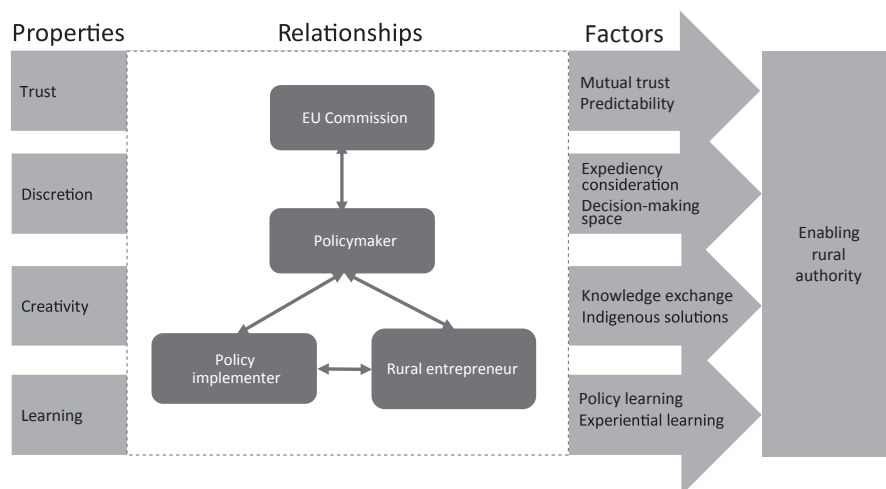 Properties
Relationships
Factors
Trust
Discretion
Creativity
Learning
EU Commission
Policymaker
Policy
implementer
Rural entrepreneur
Mutual trust
Predictability
Expediency
consideration
Decision-making
space
Knowledge exchange
Indigenous solutions
Policy learning
Experiential learning
Enabling
rural
authority